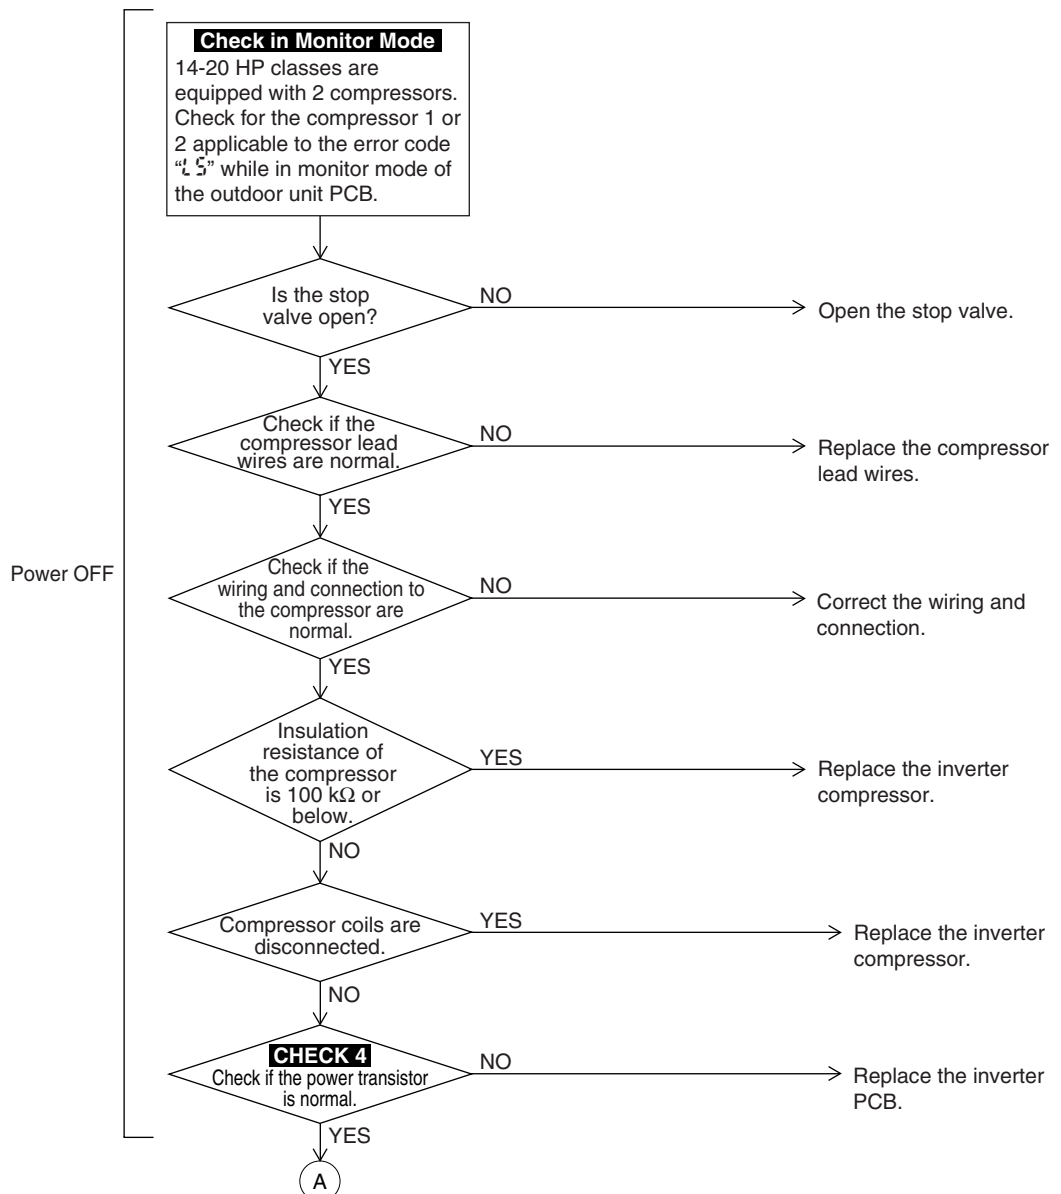 Check in Monitor Mode
14-20 HP classes are
equipped with 2 compressors.
Check for the compressor 1 or
2 applicable to the error code
“L5” while in monitor mode of
the outdoor unit PCB.
Is the stop
valve open?
NO
Open the stop valve.
YES
Check if the
compressor lead
wires are normal.
NO
Replace the compressor
lead wires.
YES
Power OFF
Check if the
wiring and connection to
the compressor are
normal.
NO
Correct the wiring and
connection.
YES
Insulation
resistance of
the compressor
is 100 kΩ or
below.
YES
Replace the inverter
compressor.
NO
Compressor coils are
disconnected.
YES
Replace the inverter
compressor.
NO
CHECK 4
Check if the power transistor
is normal.
NO
Replace the inverter
PCB.
YES
A